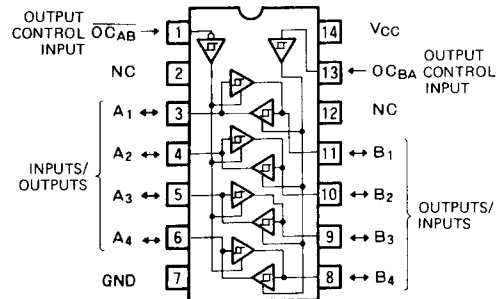 OUTPUT
CONTROL
INPUT
OC̅A̅B̅
1
NC
2
A1
3
A2
4
A3
5
A4
6
GND
7
INPUTS/
OUTPUTS
14
VCC
13
OCBA
OUTPUT
CONTROL
INPUT
12
NC
11
B1
10
B2
9
B3
8
B4
OUTPUTS/
INPUTS